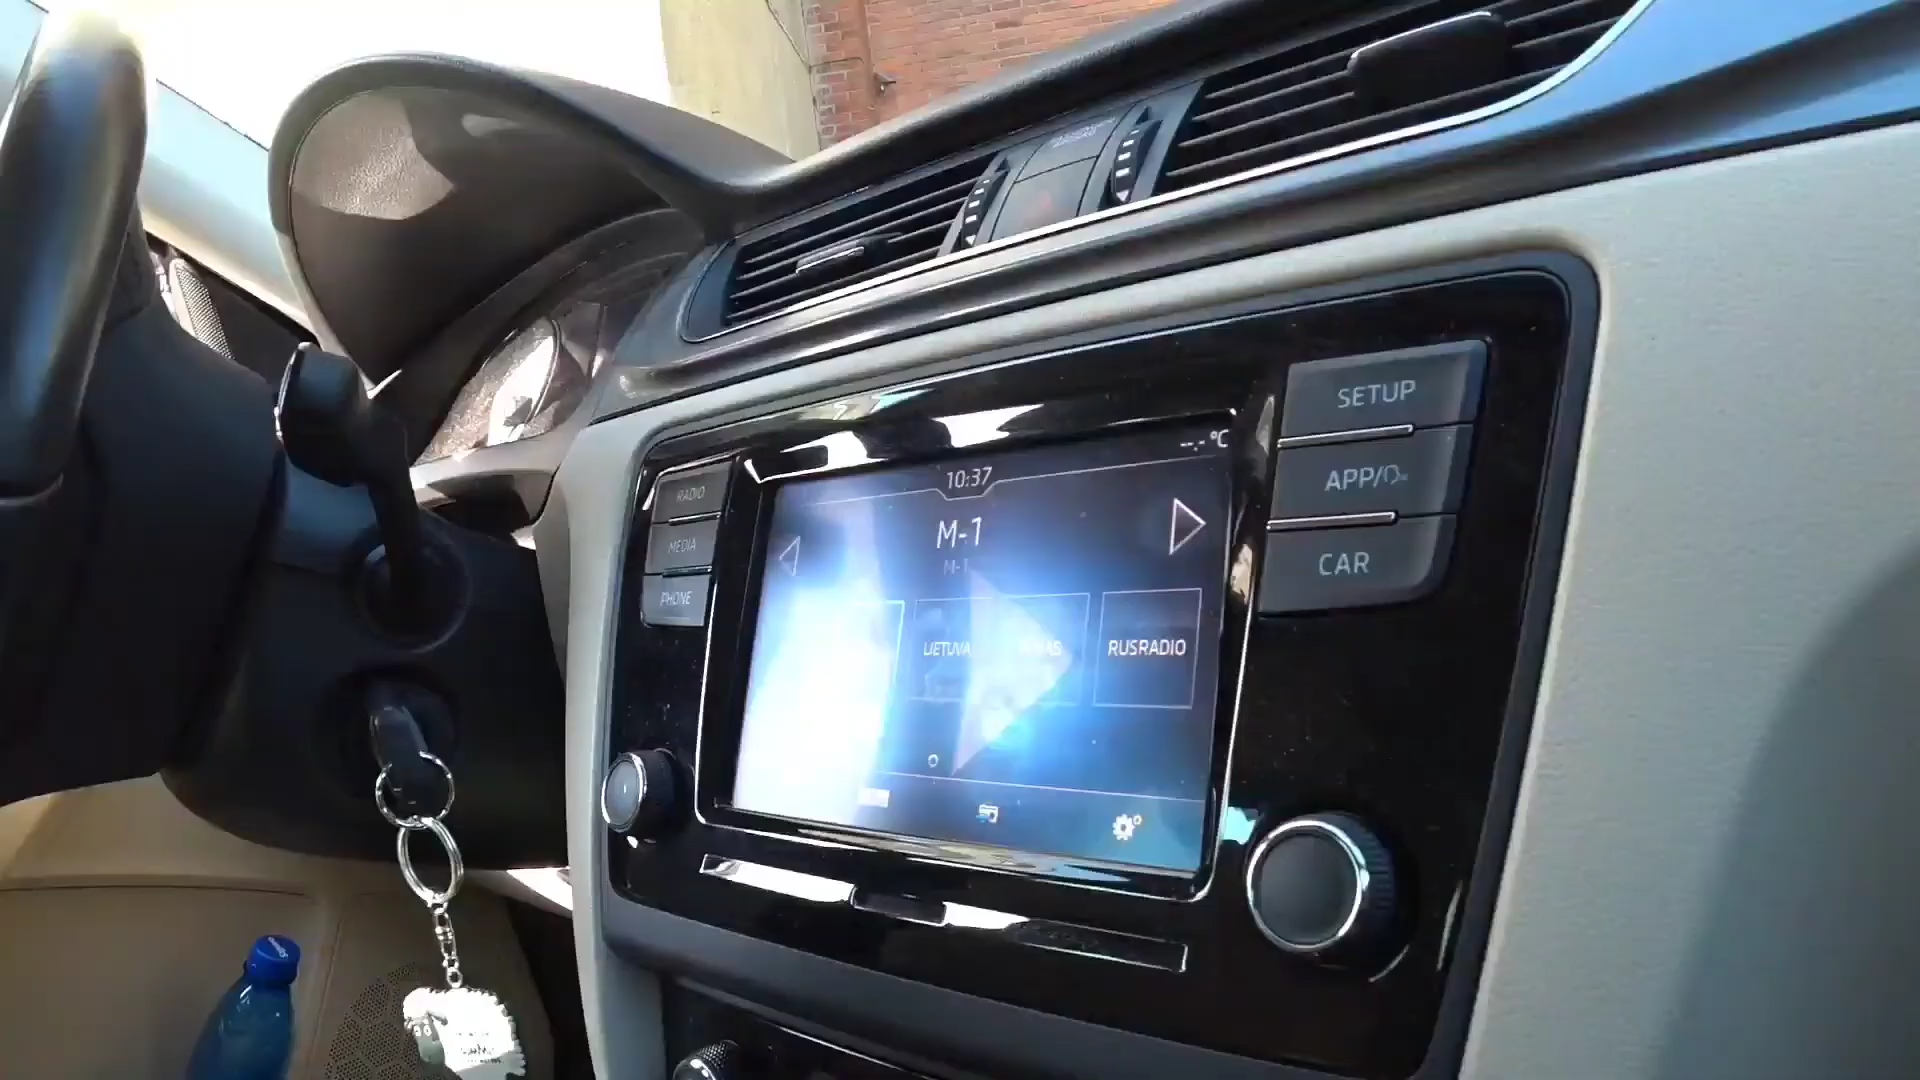 SETUP
APP/
CAR
RADIO
MEDIA
PHONE
--.- °C
10:37
M-1
M-1
LIETUVA
RUSRADIO